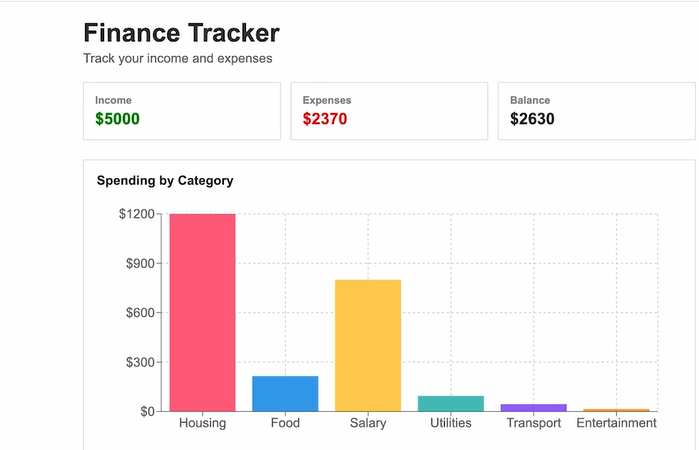 Finance Tracker
Track your income and expenses
Income
$5000
Expenses
$2370
Balance
$2630
Spending by Category
$1200
$900
$600
$300
$0
Housing
Food
Salary
Utilities
Transport
Entertainment